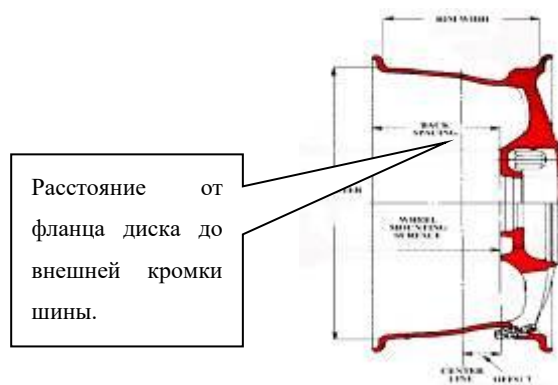 RIM WIDTH
BACK
SPACING
Расстояние от
фланца диска до
внешней кромки
шины.
WHEEL
MOUNTING
SURFACE
CENTER
LINE
OFFSET